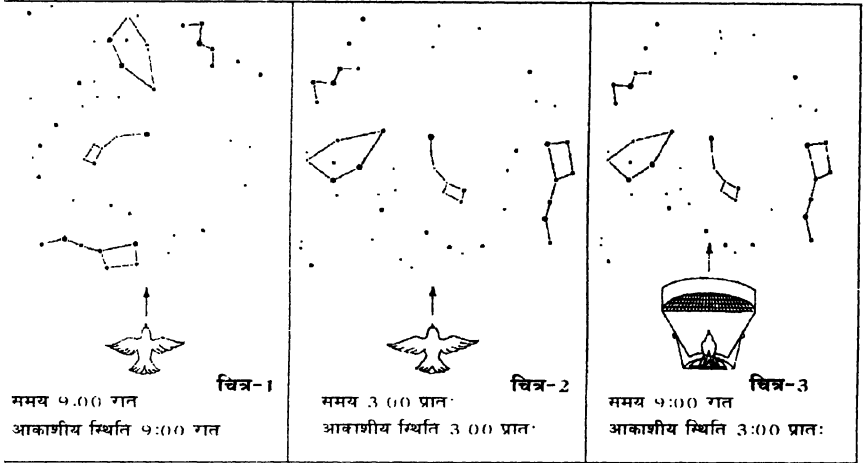 चित्र-1
समय 9.00 रात
आकाशीय स्थिति 9:00 रात
चित्र-2
समय 3 00 प्रात
आकाशीय स्थिति 3 00 प्रात
चित्र-3
समय 9:00 रात
आकाशीय स्थिति 3:00 प्रात: